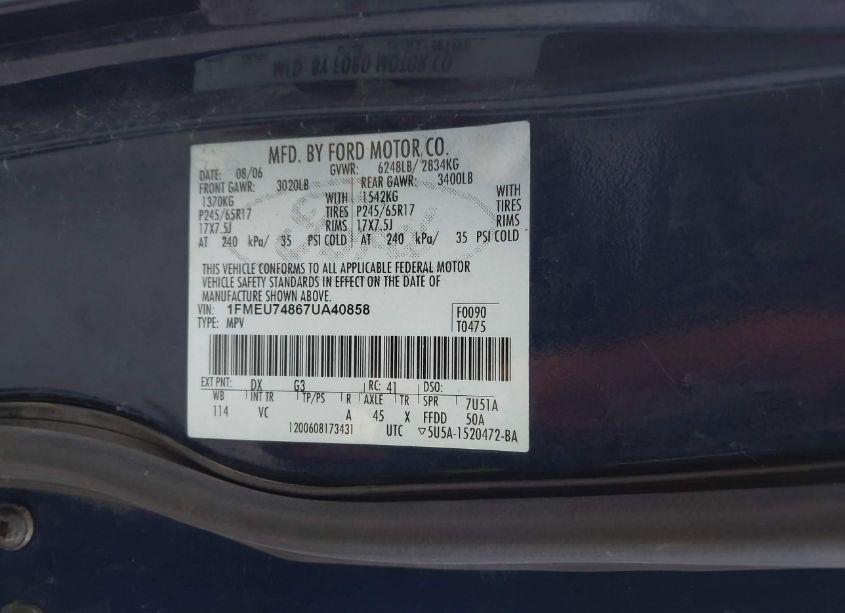 MFD. BY FORD MOTOR CO.
DATE: 08/06 GVWR: 6248LB/ 2834KG
FRONT GAWR: 3020LB REAR GAWR: 3400LB
1370KG WITH 1542KG WITH
P245/65R17 TIRES P245/65R17 TIRES
17X7.5J RIMS 17X7.5J RIMS
AT 240 kPa/ 35 PSI COLD AT 240 kPa/ 35 PSI COLD
THIS VEHICLE CONFORMS TO ALL APPLICABLE FEDERAL MOTOR
VEHICLE SAFETY STANDARDS IN EFFECT ON THE DATE OF
MANUFACTURE SHOWN ABOVE.
VIN: 1FMEU74867UA40858 F0090
TYPE: MPV T0475
EXT PNT: DX G3 RC: 41 DSO:
WB INT TR TP/PS R AXLE TR SPR 7U51A
114 VC A 45 X FFDD 50A
1200608173431 UTC ▽5U5A-1520472-BA